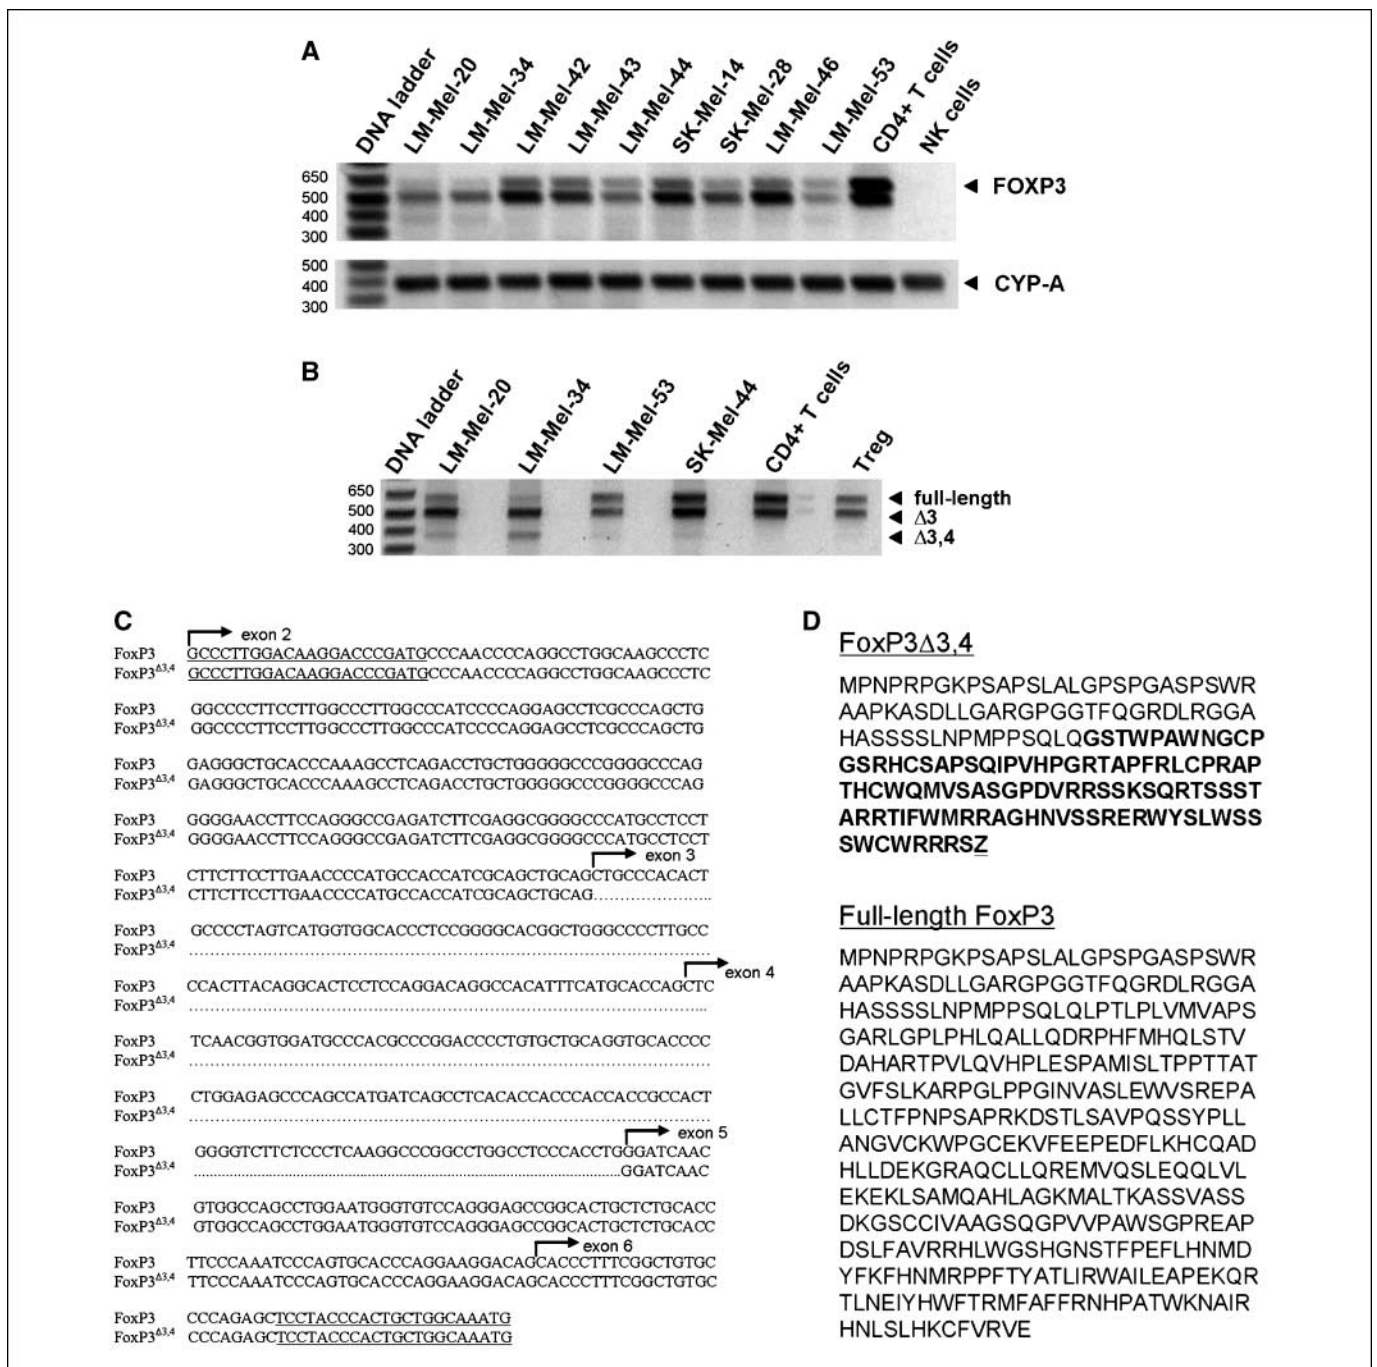 A
DNA ladder
LM-Mel-20
LM-Mel-34
LM-Mel-42
LM-Mel-43
LM-Mel-44
SK-Mel-14
SK-Mel-28
LM-Mel-46
LM-Mel-53
CD4+ T cells
NK cells
650
500
400
300
◄ FOXP3
500
400
300
◄ CYP-A
B
DNA ladder
LM-Mel-20
LM-Mel-34
LM-Mel-53
SK-Mel-44
CD4+ T cells
Treg
650
500
400
300
◄ full-length
◄ Δ3
◄ Δ3,4
C
exon 2
FoxP3 GCCCTTGGACAAGGACCCGATGCCCAACCCCAGGCCTGGCAAGCCCTC
FoxP3Δ3,4 GCCCTTGGACAAGGACCCGATGCCCAACCCCAGGCCTGGCAAGCCCTC
FoxP3 GGCCCCTTCCTTGGCCCTTGGCCCATCCCCAGGAGCCTCGCCCAGCTG
FoxP3Δ3,4 GGCCCCTTCCTTGGCCCTTGGCCCATCCCCAGGAGCCTCGCCCAGCTG
FoxP3 GAGGGCTGCACCCAAAGCCTCAGACCTGCTGGGGGCCCGGGGCCCAG
FoxP3Δ3,4 GAGGGCTGCACCCAAAGCCTCAGACCTGCTGGGGGCCCGGGGCCCAG
FoxP3 GGGGAACCTTCCAGGGCCGAGATCTTCGAGGCGGGGCCCATGCCTCCT
FoxP3Δ3,4 GGGGAACCTTCCAGGGCCGAGATCTTCGAGGCGGGGCCCATGCCTCCT
exon 3
FoxP3 CTTCTTCCTTGAACCCCATGCCACCATCGCAGCTGCAGCTGCCCACACT
FoxP3Δ3,4 CTTCTTCCTTGAACCCCATGCCACCATCGCAGCTGCAG......................
FoxP3 GCCCCTAGTCATGGTGGCACCCTCCGGGGCACGGCTGGGCCCCTTGCC
FoxP3Δ3,4 ................................................................
exon 4
FoxP3 CCACTTACAGGCACTCCTCCAGGACAGGCCACATTTCATGCACCAGCTC
FoxP3Δ3,4 ................................................................
FoxP3 TCAACGGTGGATGCCCACGCCCGGACCCCTGTGCTGCAGGTGCACCCC
FoxP3Δ3,4 ................................................................
FoxP3 CTGGAGAGCCCAGCCATGATCAGCCTCACACCACCCACCACCGCCACT
FoxP3Δ3,4 ................................................................
exon 5
FoxP3 GGGGTCTTCTCCCTCAAGGCCCGGCCTGGCCTCCCACCTGGGATCAAC
FoxP3Δ3,4 ................................................................GGATCAAC
FoxP3 GTGGCCAGCCTGGAATGGGTGTCCAGGGAGCCGGCACTGCTCTGCACC
FoxP3Δ3,4 GTGGCCAGCCTGGAATGGGTGTCCAGGGAGCCGGCACTGCTCTGCACC
exon 6
FoxP3 TTCCCAAATCCCAGTGCACCCAGGAAGGACAGCACCCTTTCGGCTGTGC
FoxP3Δ3,4 TTCCCAAATCCCAGTGCACCCAGGAAGGACAGCACCCTTTCGGCTGTGC
FoxP3 CCCAGAGCTCCTACCCACTGCTGGCAAATG
FoxP3Δ3,4 CCCAGAGCTCCTACCCACTGCTGGCAAATG
D
FoxP3Δ3,4
MPNPRPGKPSAPSLALGPSPGASPSWR
AAPKASDLLGARGPGGTFQGRDLRGGA
HASSSSLNPMPPSQLQGSTWPAWNGCP
GSRHCSAPSQIPVHPGRTAPFRLCPRAP
THCWQMVSASGPDVRRSSKSQRTSSST
ARRTIFWMRRAGHNVSSRERWYSLWSS
SWCWRRRSZ
Full-length FoxP3
MPNPRPGKPSAPSLALGPSPGASPSWR
AAPKASDLLGARGPGGTFQGRDLRGGA
HASSSSLNPMPPSQLQLPTLPLVMVAPS
GARLGPLPHLQALLQDRPHFMHQLSTV
DAHARTPVLQVHPLESPAMISLTPPTTAT
GVFSLKARPGLPPGINVASLEWVSREPA
LLCTFPNPSAPRKDSTLSAVPQSSYPLL
ANGVCKWPGCEKVFEEPEDFLKHCQAD
HLLDEKGRAQCLLQREMVQSLEQQLVL
EKEKLSAMQAHLAGKMALTKASSVASS
DKGSCCIVAAGSQGPVVPAWSGPREAP
DSLFAVRRHLWGSHGNSTFPEFLHNMD
YFKFHNMRPPFTYATLIRWAILEAPEKQR
TLNEIYHWFTRMFAFFRNHPATWKNAIR
HNLSLHKCFVRVE